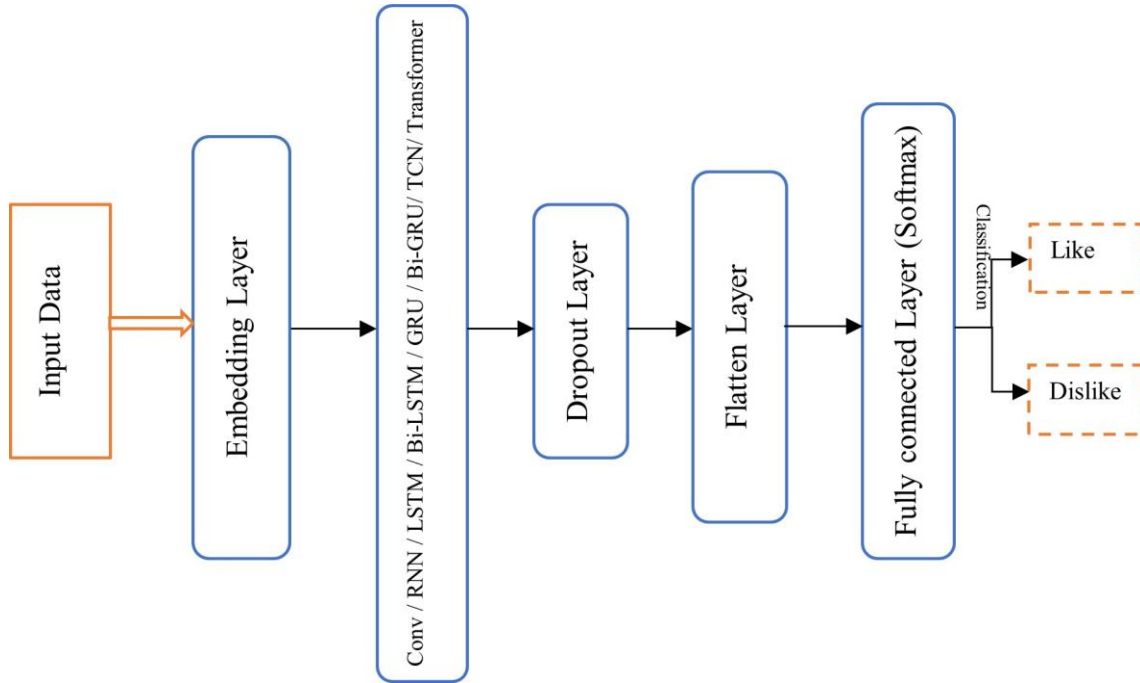 Input Data
Embedding Layer
Conv / RNN / LSTM / Bi-LSTM / GRU / Bi-GRU/ TCN/ Transformer
Dropout Layer
Flatten Layer
Fully connected Layer (Softmax)
Classification
Like
Dislike